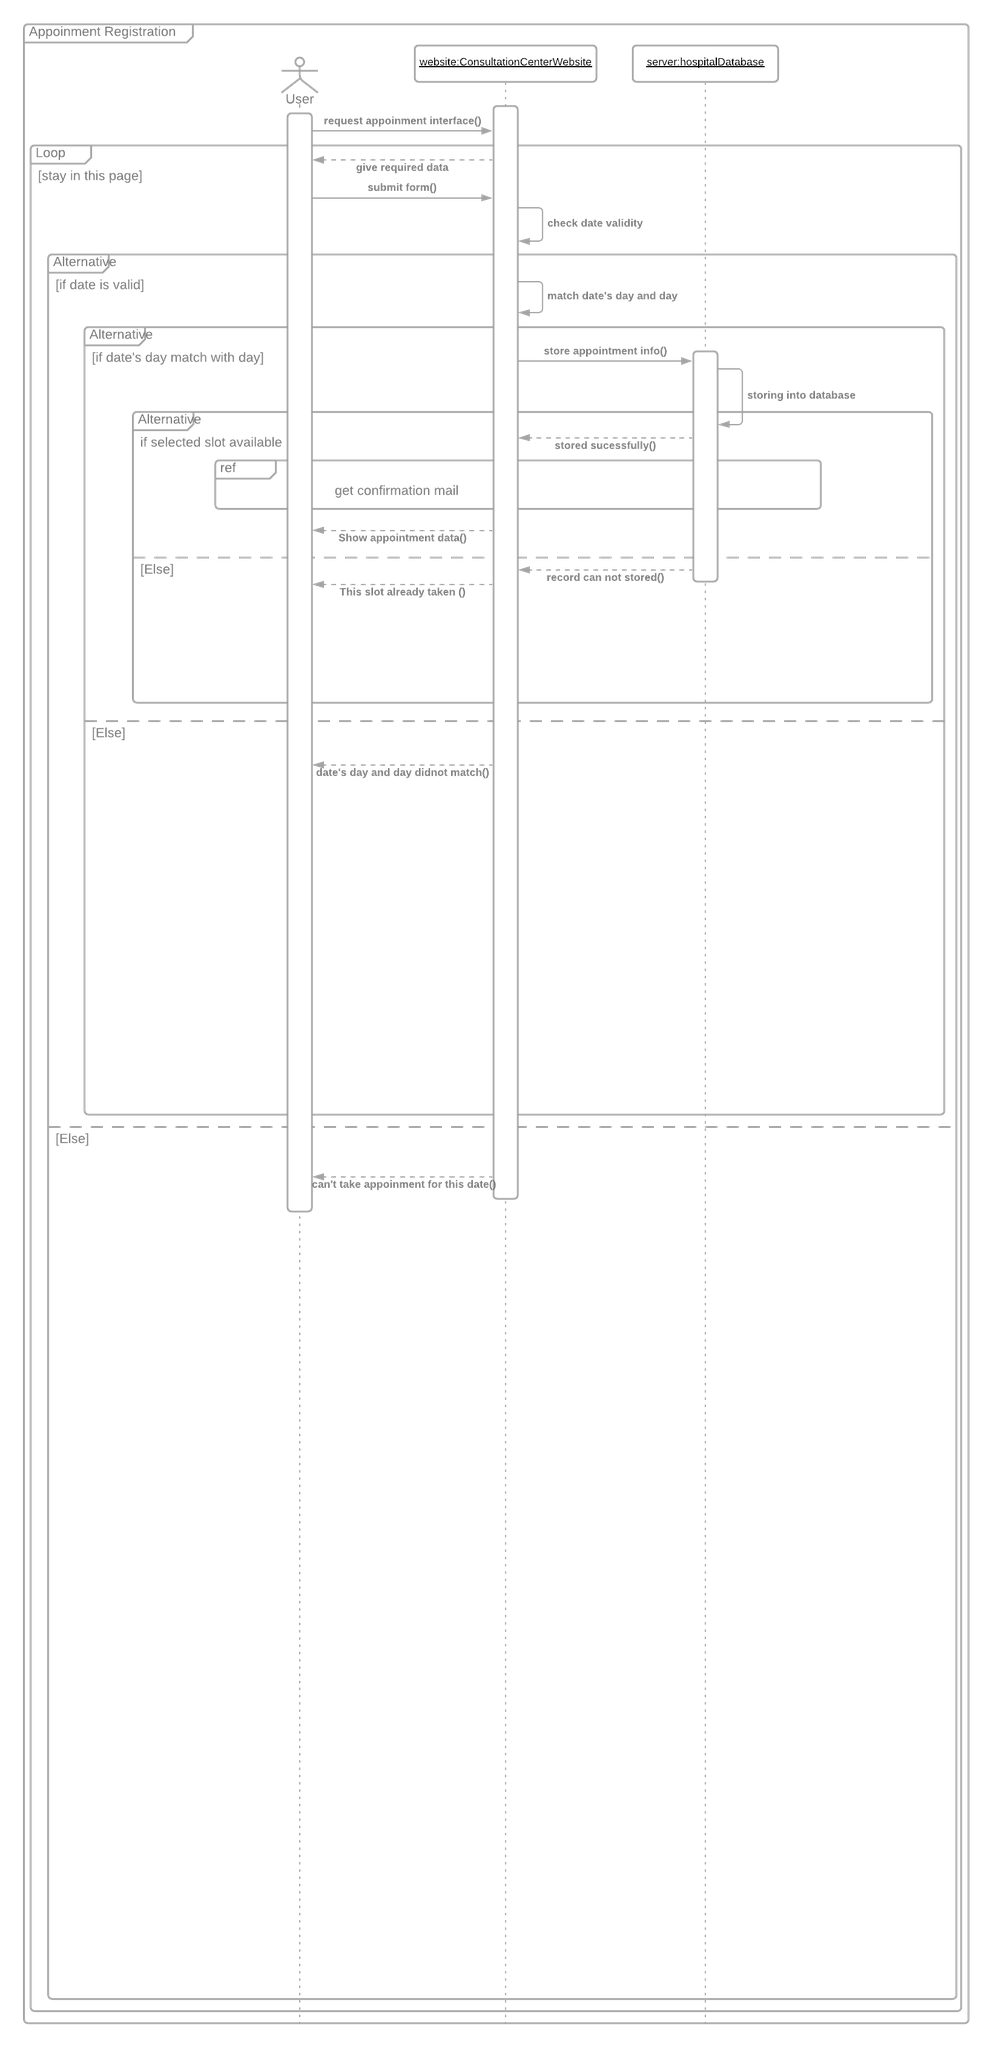 Appoinment Registration
User
website:ConsultationCenterWebsite
server:hospitalDatabase
request appoinment interface()
Loop
[stay in this page]
give required data
submit form()
check date validity
Alternative
[if date is valid]
match date's day and day
Alternative
[if date's day match with day]
store appointment info()
storing into database
Alternative
if selected slot available
stored sucessfully()
ref
get confirmation mail
Show appointment data()
[Else]
record can not stored()
This slot already taken ()
[Else]
date's day and day didnot match()
[Else]
can't take appoinment for this date()